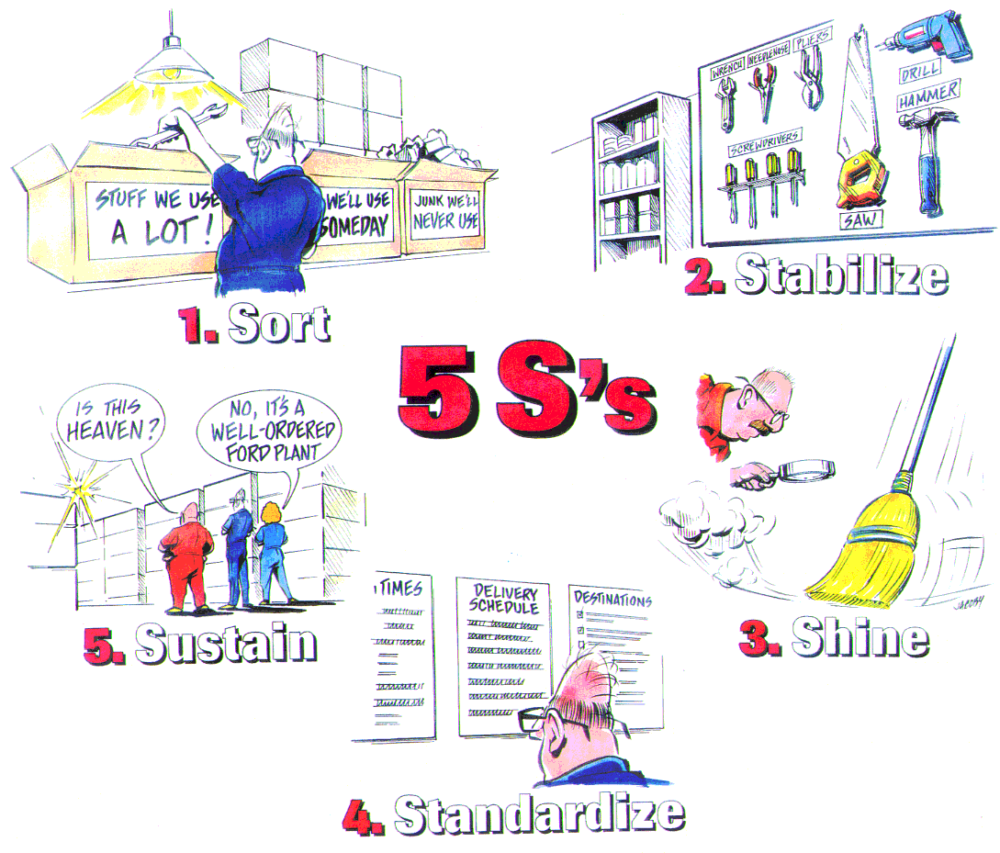 STUFF WE USE
A LOT!
WE'LL USE
SOMEDAY
JUNK WE'LL
NEVER USE
1. Sort
WRENCH
NEEDLENOSE
PLIERS
DRILL
HAMMER
SCREWDRIVERS
SAW
2. Stabilize
5 S's
IS THIS
HEAVEN?
NO, IT'S A
WELL-ORDERED
FORD PLANT
5. Sustain
JACOBY
3. Shine
TIMES
DELIVERY
SCHEDULE
DESTINATIONS
4. Standardize